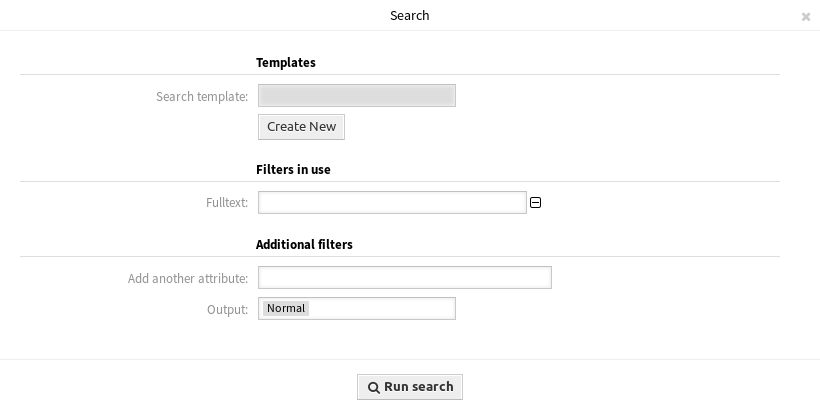 Search
Templates
Search template:
Create New
Filters in use
Fulltext:
Additional filters
Add another attribute:
Output: Normal
Run search